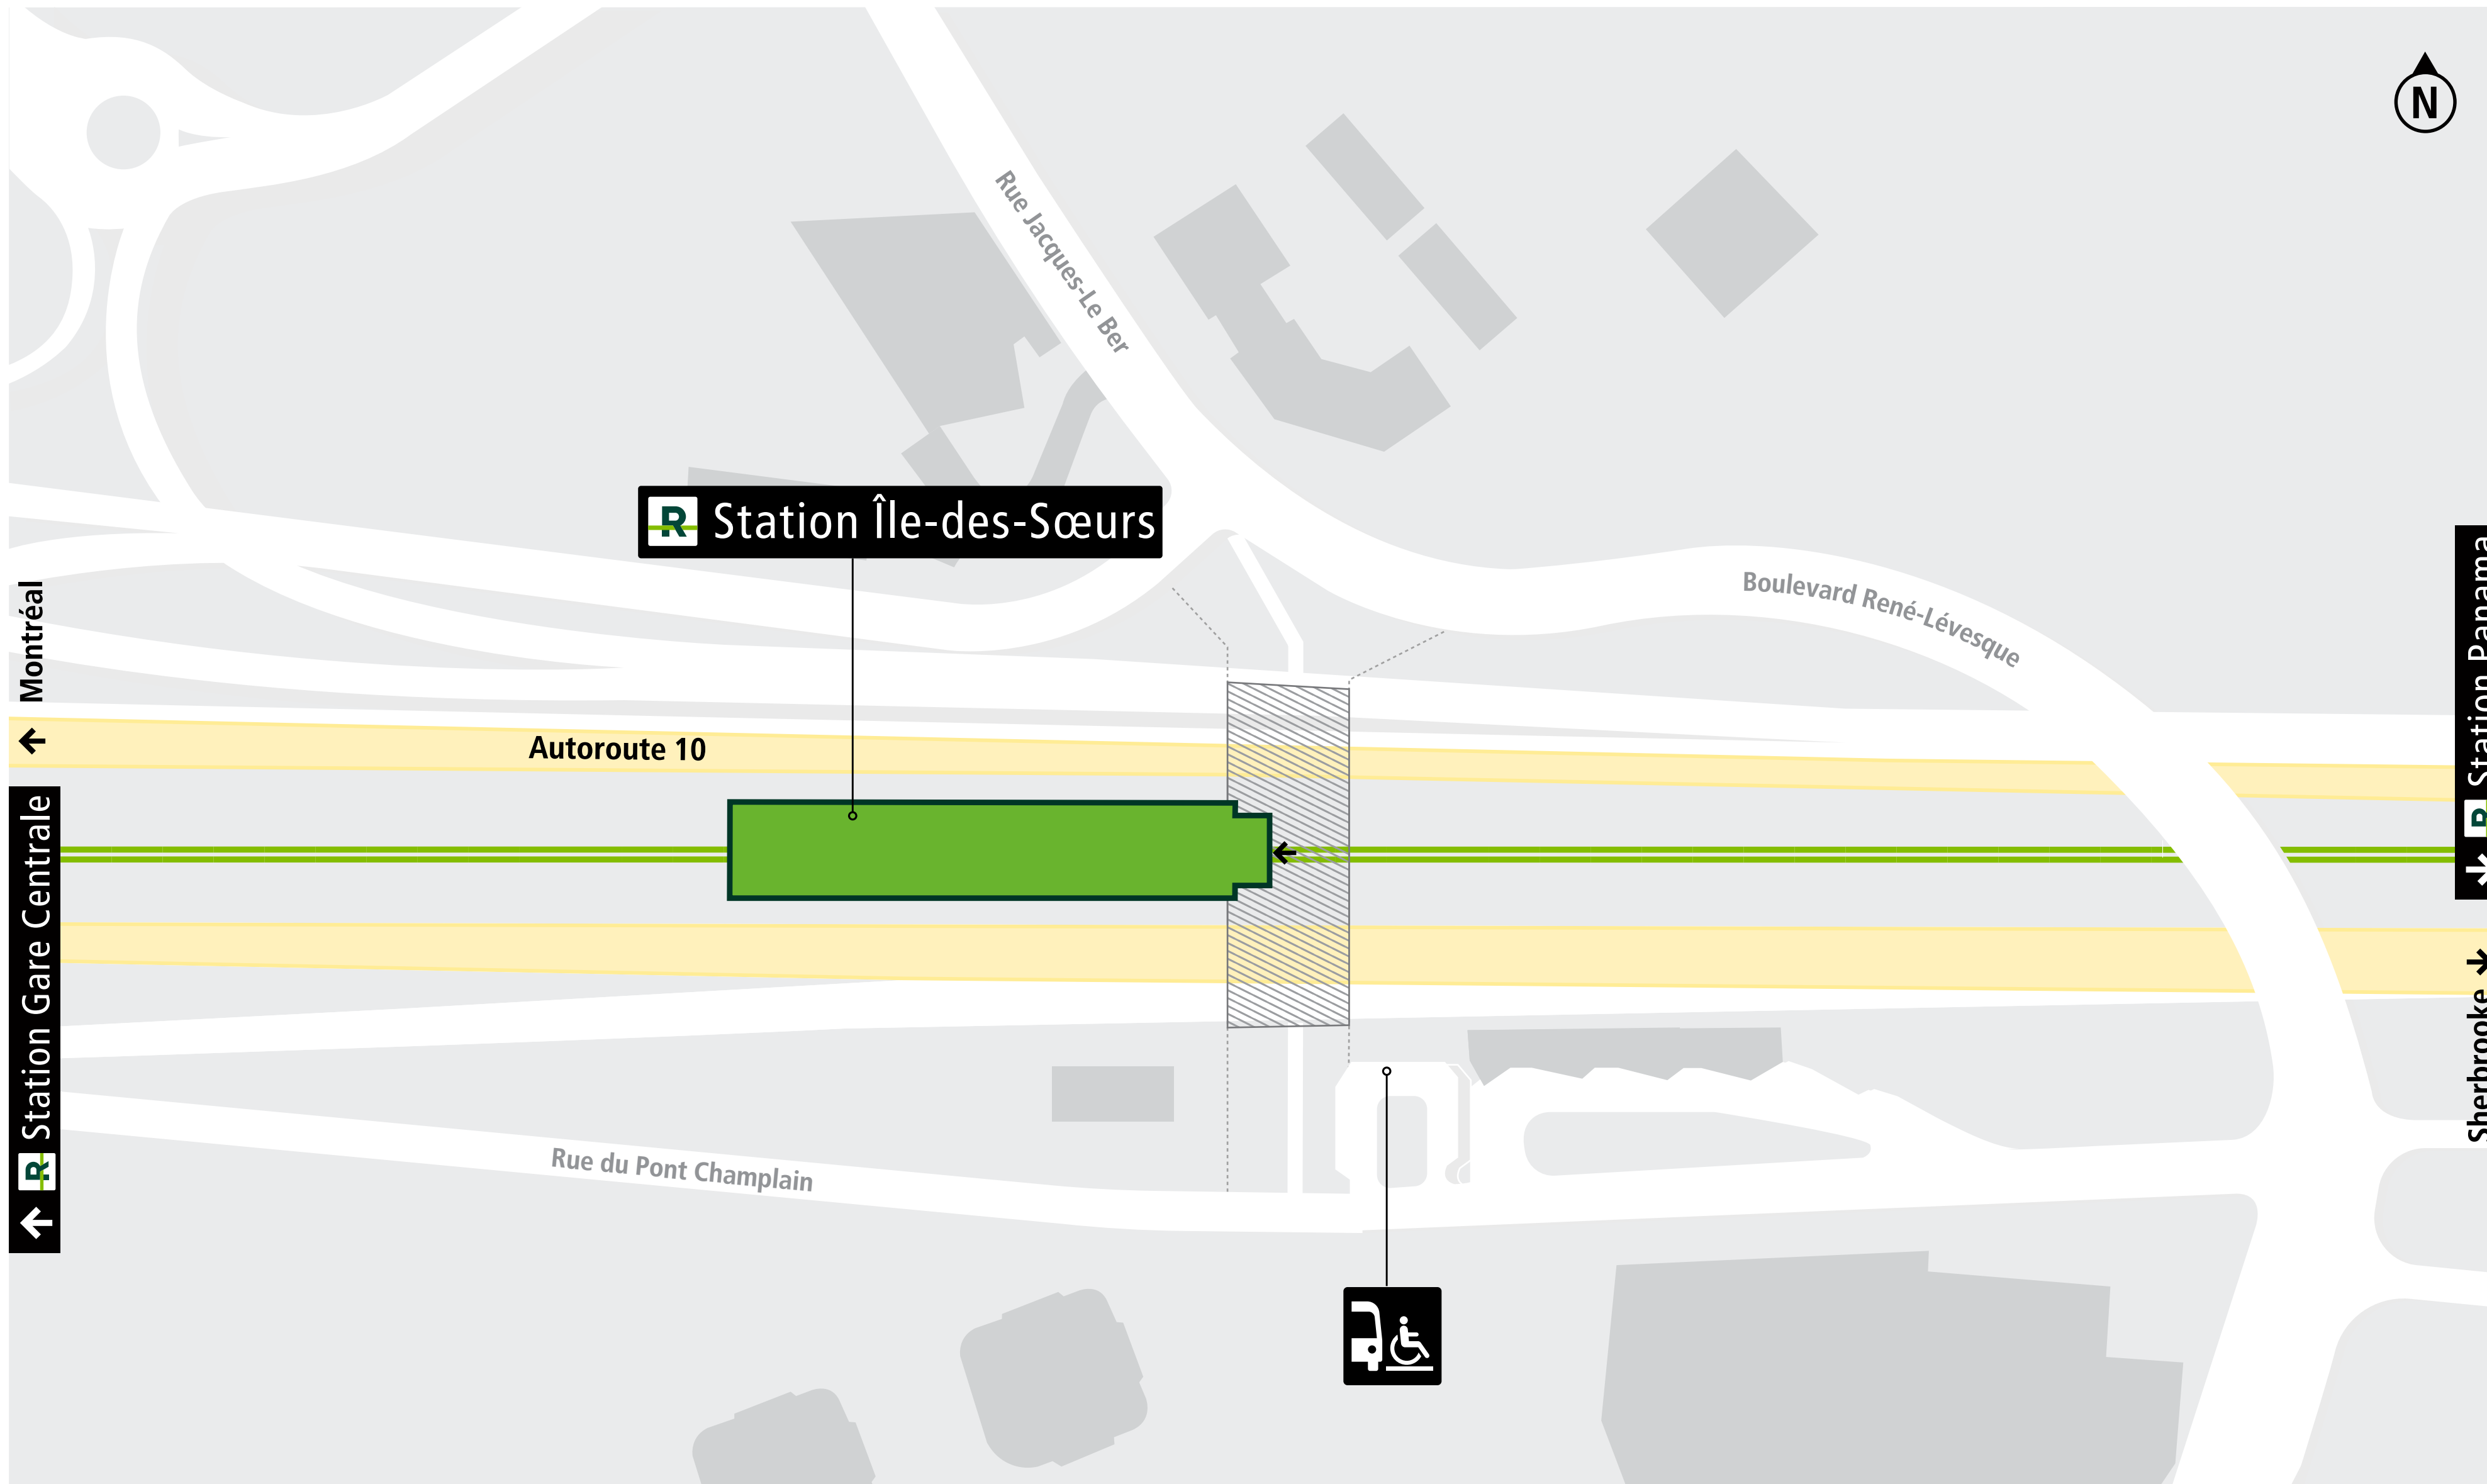 N
Rue Jacques-Le Ber
R Station Île-des-Sœurs
Boulevard René-Lévesque
Montréal
R Station Panama
Autoroute 10
R Station Gare Centrale
Sherbrooke
Rue du Pont Champlain